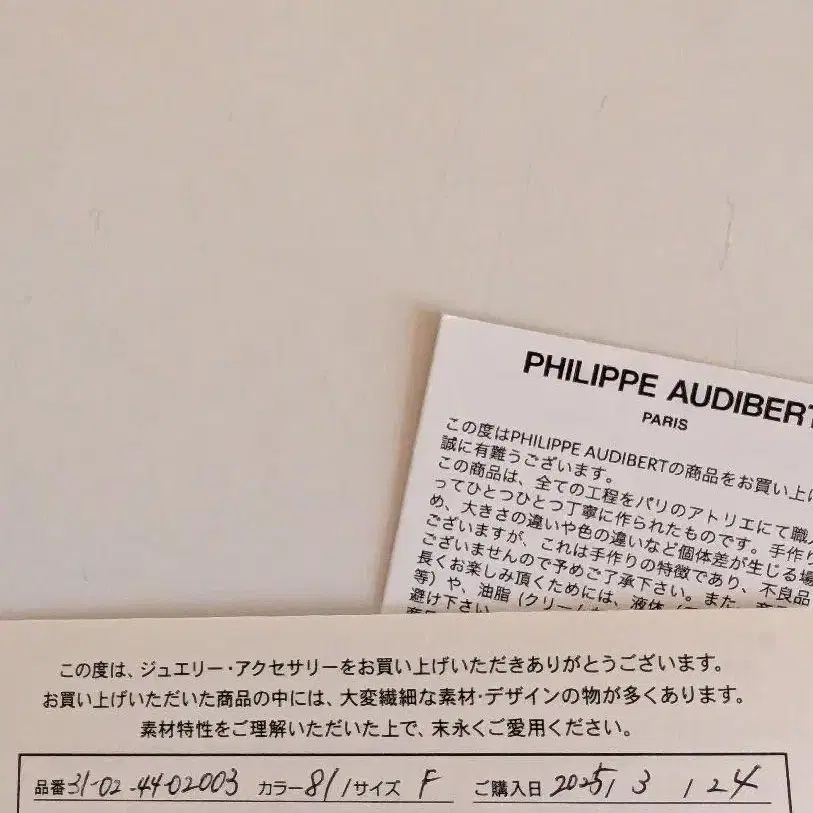 PHILIPPE AUDIBERT
PARIS
この度はPHILIPPE AUDIBERTの商品をお買い上げ
誠に有難うございます。
この商品は、全ての工程をパリのアトリエにて職人
ってひとつひとつ丁寧に作られたものです。手作り
め、大きさの違いや色の違いなど個体差が生じる場
ございますが、これは手作りの特徴であり、不良品
ございませんので予めご了承下さい。また、
長くお楽しみ頂くためには、液体
等）や、油脂（クリーム
避け下さい。
この度は、ジュエリー・アクセサリーをお買い上げいただきありがとうございます。
お買い上げいただいた商品の中には、大変繊細な素材・デザインの物が多くあります。
素材特性をご理解いただいた上で、末永くご愛用ください。
品番 31-02-44-02003 カラー 811 サイズ F ご購入日 2025/3/24